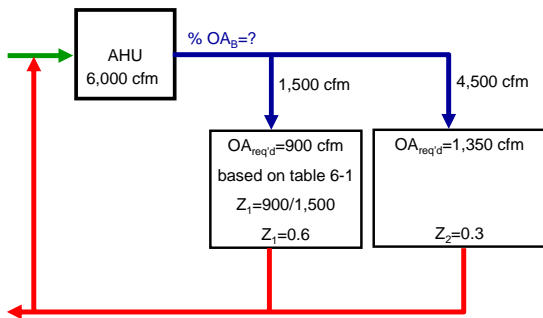 AHU
6,000 cfm
% OA_B=?
1,500 cfm
4,500 cfm
OA_req'd=900 cfm
based on table 6-1
Z_1=900/1,500
Z_1=0.6
OA_req'd=1,350 cfm
Z_2=0.3